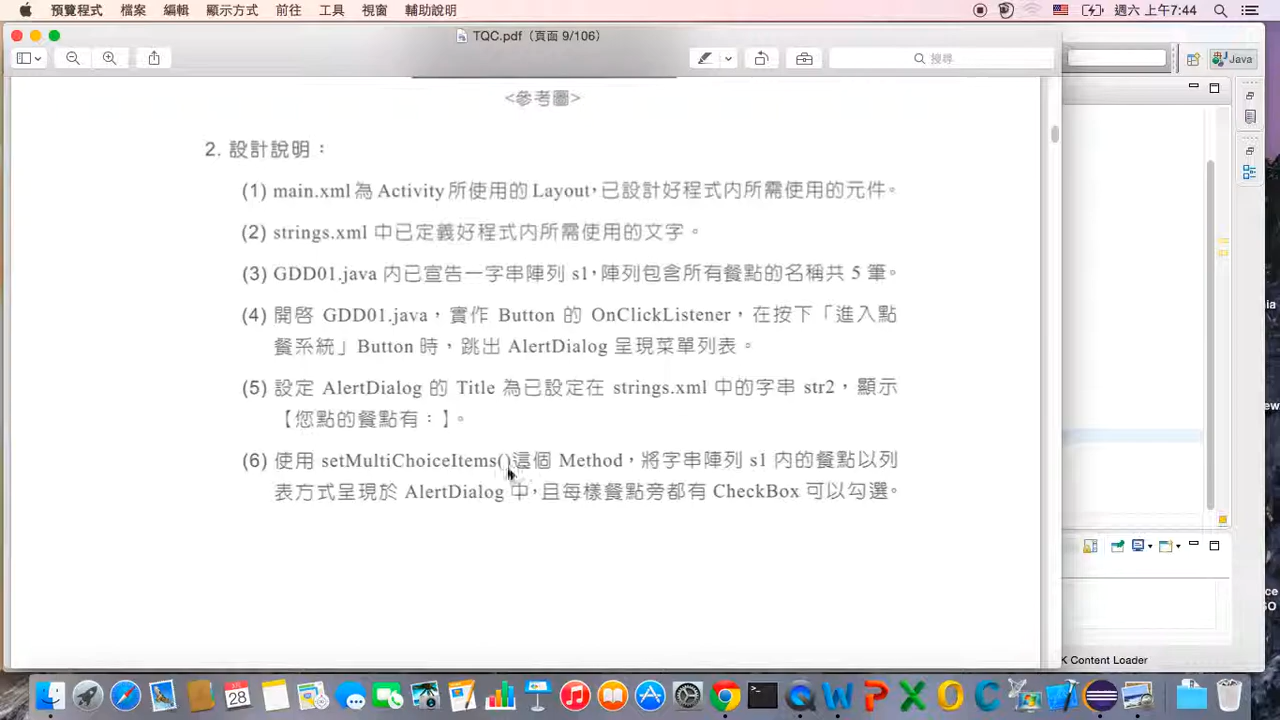 預覽程式 檔案 編輯 顯示方式 前往 工具 視窗 輔助說明 週六 上午7:44
TQC.pdf（頁面 9/106）
搜尋
Java
<參考圖>
2. 設計說明：
(1) main.xml 為 Activity 所使用的 Layout，已設計好程式內所需使用的元件。
(2) strings.xml 中已定義好程式內所需使用的文字。
(3) GDD01.java 內已宣告一字串陣列 s1，陣列包含所有餐點的名稱共 5 筆。
(4) 開啓 GDD01.java，實作 Button 的 OnClickListener，在按下「進入點
餐系統」Button 時，跳出 AlertDialog 呈現菜單列表。
(5) 設定 AlertDialog 的 Title 為已設定在 strings.xml 中的字串 str2，顯示
【您點的餐點有：】。
(6) 使用 setMultiChoiceItems()這個 Method，將字串陣列 s1 內的餐點以列
表方式呈現於 AlertDialog 中，且每樣餐點旁都有 CheckBox 可以勾選。
K Content Loader